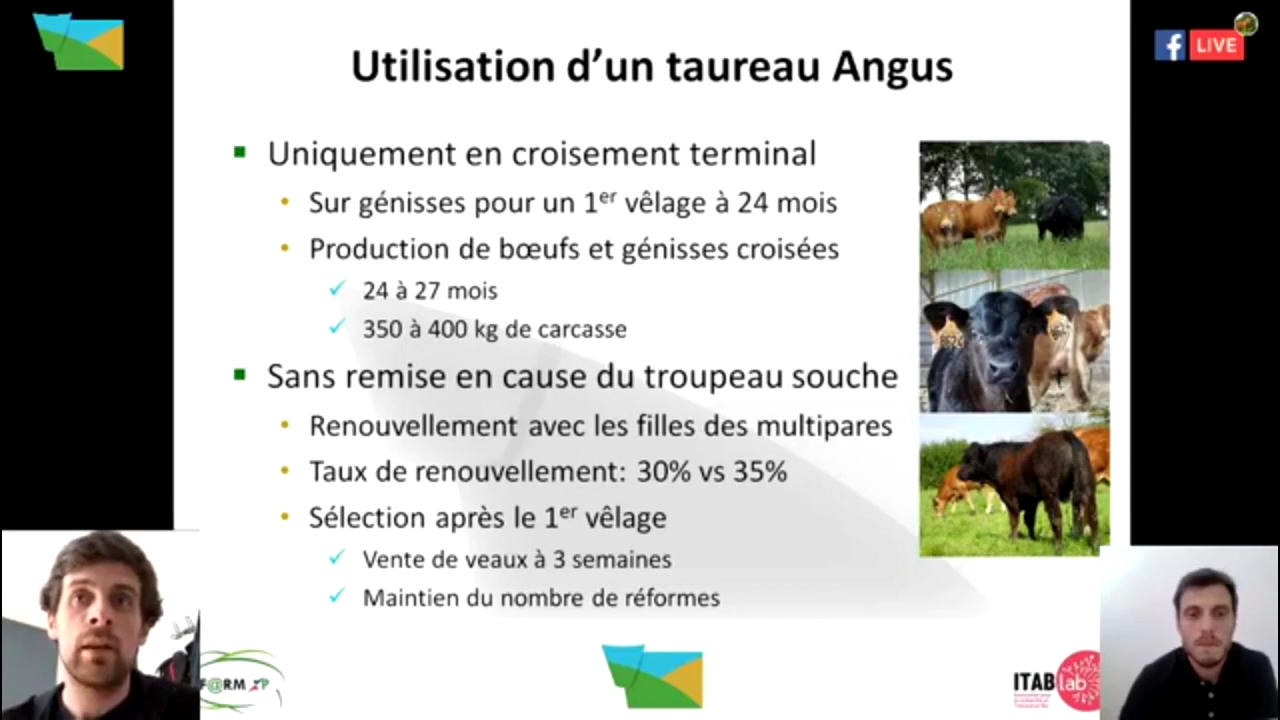 Utilisation d’un taureau Angus
f LIVE
Uniquement en croisement terminal
Sur génisses pour un 1er vêlage à 24 mois
Production de bœufs et génisses croisées
24 à 27 mois
350 à 400 kg de carcasse
Sans remise en cause du troupeau souche
Renouvellement avec les filles des multipares
Taux de renouvellement: 30% vs 35%
Sélection après le 1er vêlage
Vente de veaux à 3 semaines
Maintien du nombre de réformes
F@RM XP
ITAB lab